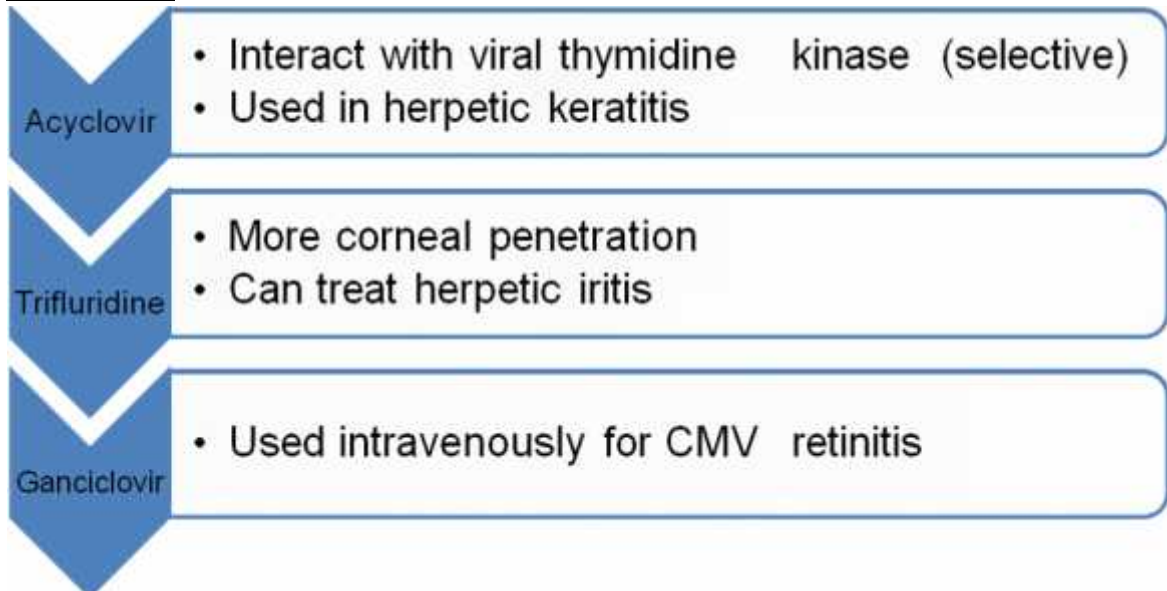 Acyclovir
• Interact with viral thymidine kinase (selective)
• Used in herpetic keratitis
Trifluridine
• More corneal penetration
• Can treat herpetic iritis
Ganciclovir
• Used intravenously for CMV retinitis